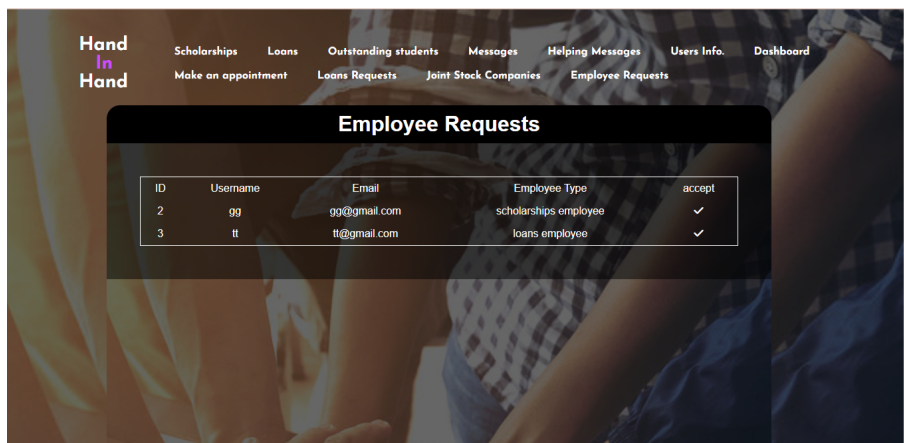 Hand
In
Hand
Scholarships Loans Outstanding students Messages Helping Messages Users Info. Dashboard
Make an appointment Loans Requests Joint Stock Companies Employee Requests
Employee Requests
ID Username Email Employee Type accept
2 gg gg@gmail.com scholarships employee ✓
3 tt tt@gmail.com loans employee ✓